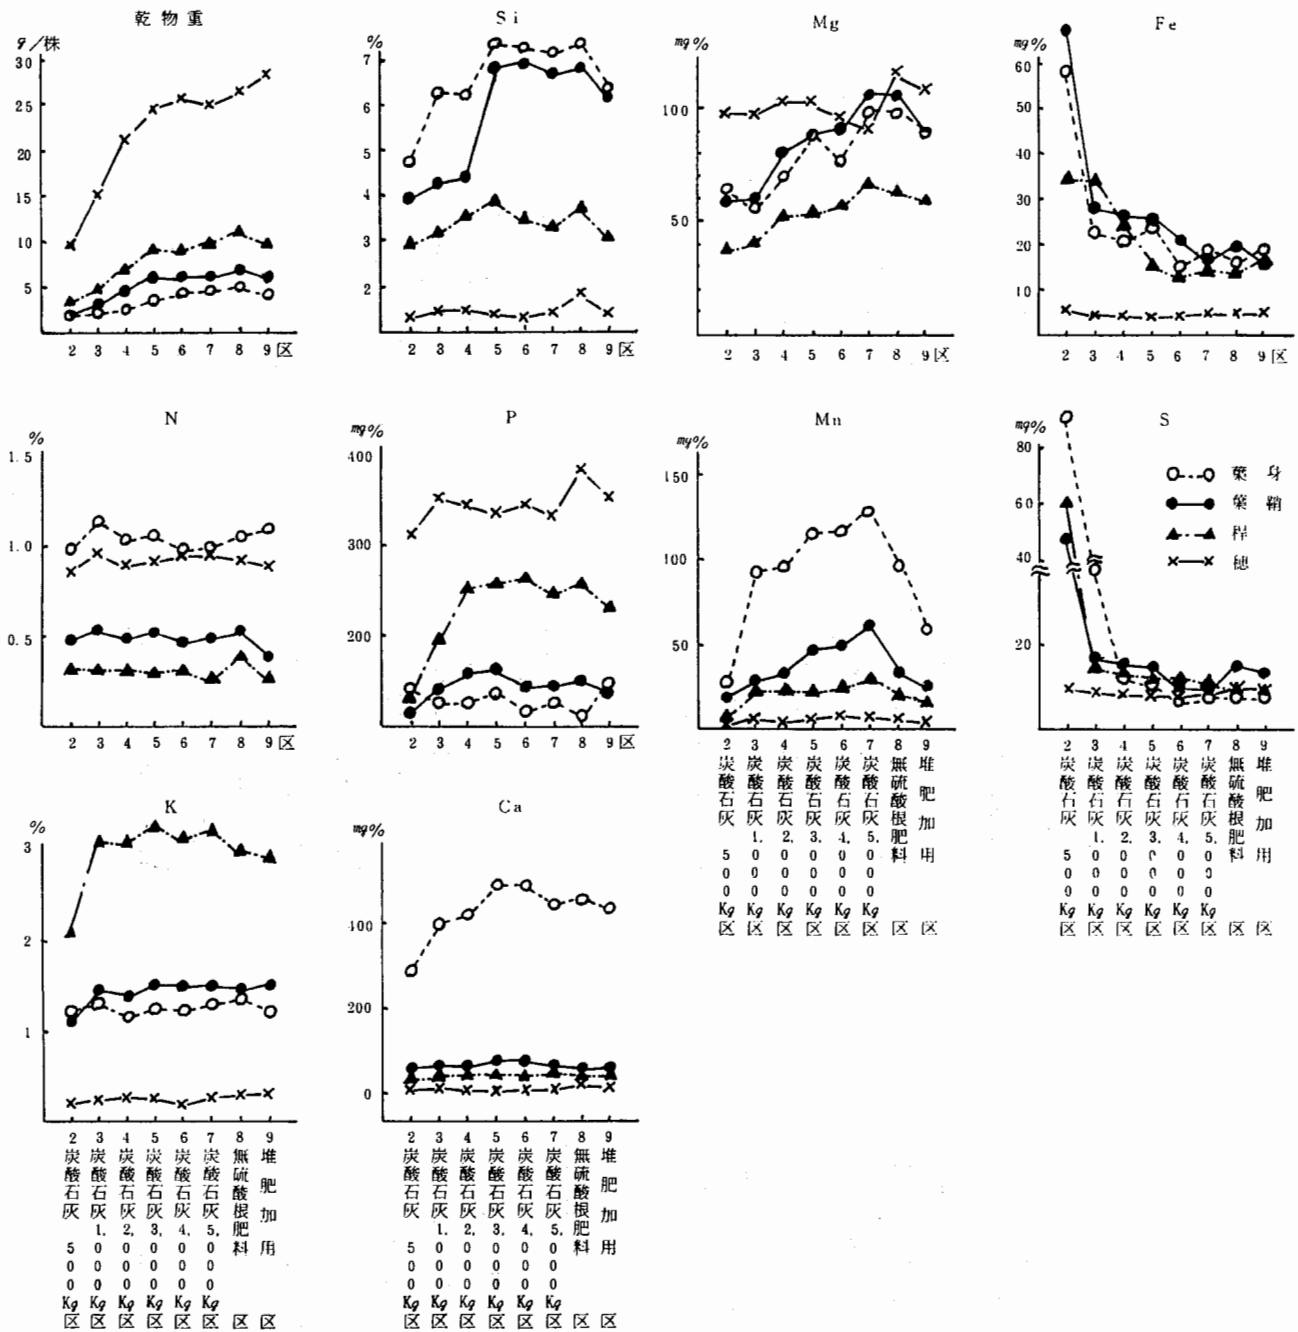 乾物重
g/株
30
25
20
15
10
5
2 3 4 5 6 7 8 9 区
Si
%
7
6
5
4
3
2
2 3 4 5 6 7 8 9 区
Mg
mg%
100
50
2 3 4 5 6 7 8 9 区
Fe
mg%
60
50
40
30
20
10
2 3 4 5 6 7 8 9 区
N
%
1.5
1.0
0.5
2 3 4 5 6 7 8 9 区
P
mg%
400
300
200
2 3 4 5 6 7 8 9 区
Mn
mg%
150
100
50
2 炭酸石灰 500Kg区
3 炭酸石灰 1,000Kg区
4 炭酸石灰 2,000Kg区
5 炭酸石灰 3,000Kg区
6 炭酸石灰 4,000Kg区
7 炭酸石灰 5,000Kg区
8 無硫酸根肥料区
9 堆肥加用区
S
mg%
80
60
40
20
葉身
葉鞘
稈
穂
2 炭酸石灰 500Kg区
3 炭酸石灰 1,000Kg区
4 炭酸石灰 2,000Kg区
5 炭酸石灰 3,000Kg区
6 炭酸石灰 4,000Kg区
7 炭酸石灰 5,000Kg区
8 無硫酸根肥料区
9 堆肥加用区
K
%
3
2
1
2 炭酸石灰 500Kg区
3 炭酸石灰 1,000Kg区
4 炭酸石灰 2,000Kg区
5 炭酸石灰 3,000Kg区
6 炭酸石灰 4,000Kg区
7 炭酸石灰 5,000Kg区
8 無硫酸根肥料区
9 堆肥加用区
Ca
mg%
400
200
0
2 炭酸石灰 500Kg区
3 炭酸石灰 1,000Kg区
4 炭酸石灰 2,000Kg区
5 炭酸石灰 3,000Kg区
6 炭酸石灰 4,000Kg区
7 炭酸石灰 5,000Kg区
8 無硫酸根肥料区
9 堆肥加用区